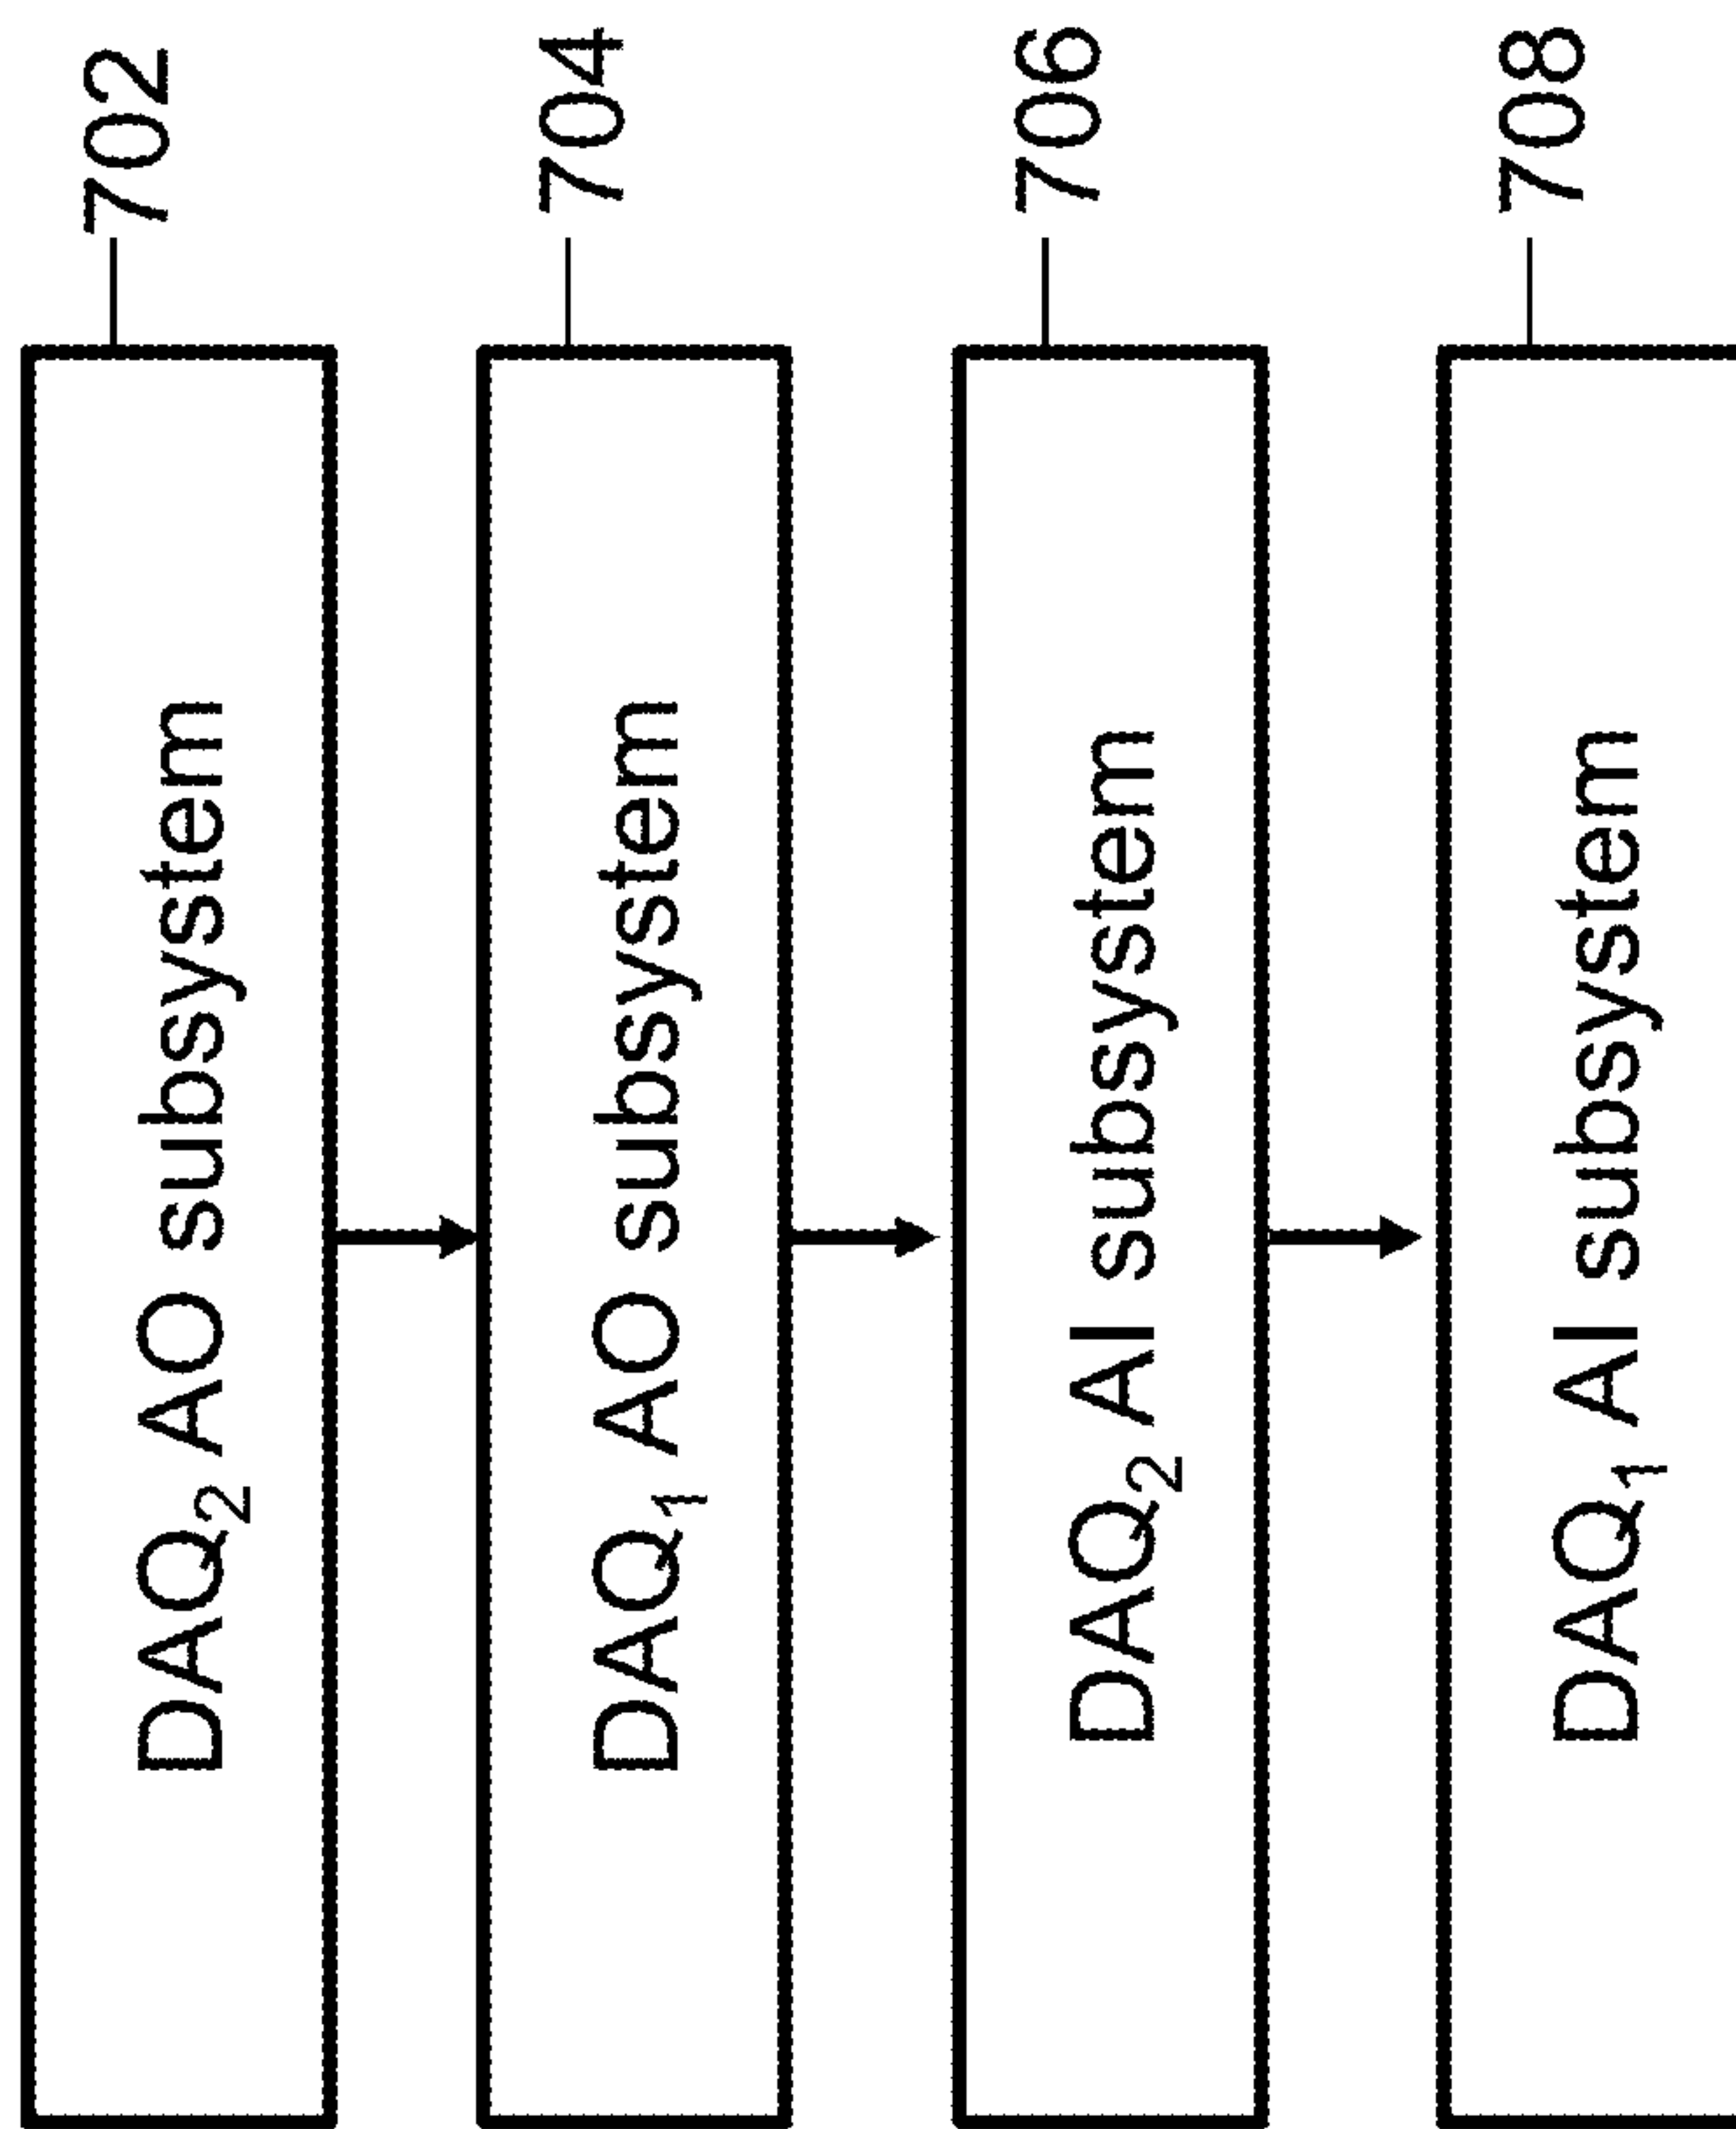 DAQ₂ AO subsystem
702
DAQ₁ AO subsystem
704
DAQ₂ AI subsystem
706
DAQ₁ AI subsystem
708